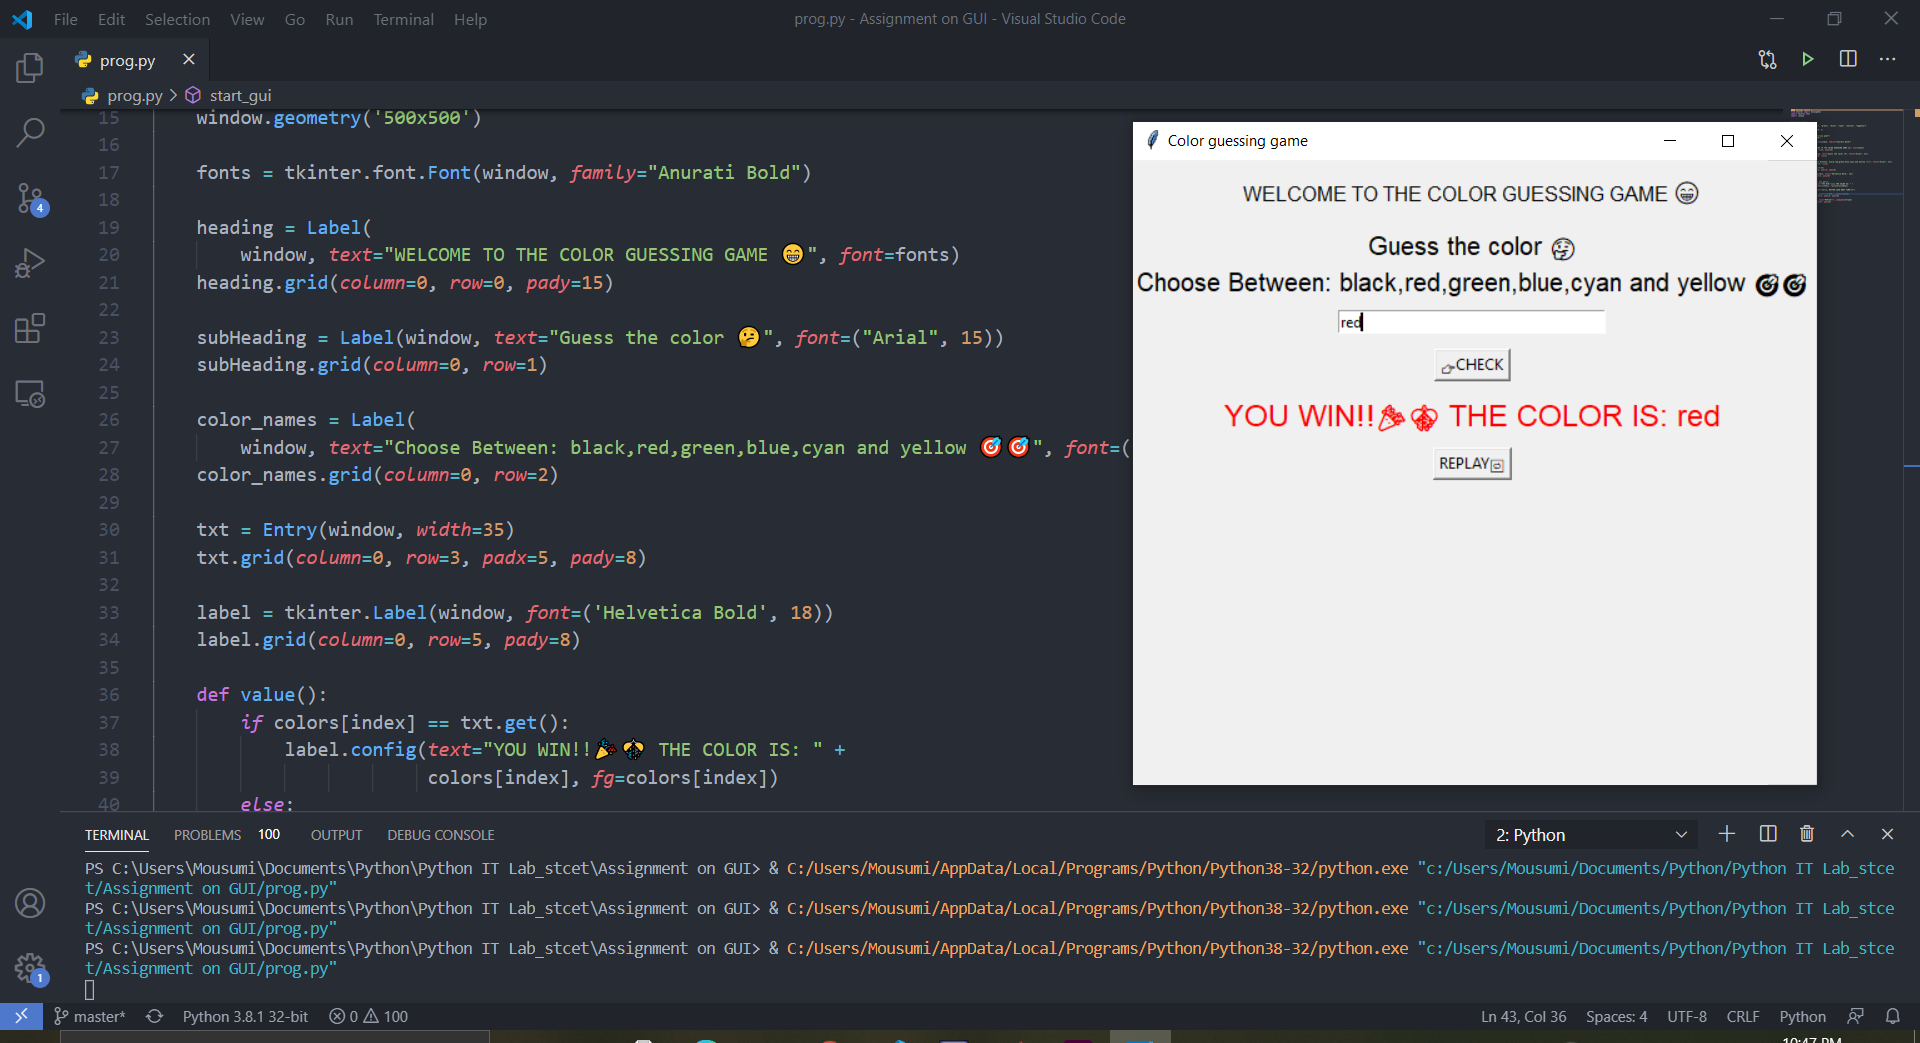 File Edit Selection View Go Run Terminal Help
prog.py - Assignment on GUI - Visual Studio Code
prog.py
prog.py > start_gui
15 window.geometry('500x500')
16
17 fonts = tkinter.font.Font(window, family="Anurati Bold")
18
19 heading = Label(
20 window, text="WELCOME TO THE COLOR GUESSING GAME 😁", font=fonts)
21 heading.grid(column=0, row=0, pady=15)
22
23 subHeading = Label(window, text="Guess the color 🤔", font=("Arial", 15))
24 subHeading.grid(column=0, row=1)
25
26 color_names = Label(
27 window, text="Choose Between: black,red,green,blue,cyan and yellow 🎯🎯", font=(
28 color_names.grid(column=0, row=2)
29
30 txt = Entry(window, width=35)
31 txt.grid(column=0, row=3, padx=5, pady=8)
32
33 label = tkinter.Label(window, font=('Helvetica Bold', 18))
34 label.grid(column=0, row=5, pady=8)
35
36 def value():
37 if colors[index] == txt.get():
38 label.config(text="YOU WIN!!🎉🎊 THE COLOR IS: " +
39 colors[index], fg=colors[index])
40 else:
Color guessing game
WELCOME TO THE COLOR GUESSING GAME 😁
Guess the color 🤔
Choose Between: black,red,green,blue,cyan and yellow 🎯🎯
red
👉CHECK
YOU WIN!!🎉🎊 THE COLOR IS: red
REPLAY🔁
TERMINAL PROBLEMS 100 OUTPUT DEBUG CONSOLE
2: Python
PS C:\Users\Mousumi\Documents\Python\Python IT Lab_stcet\Assignment on GUI> & C:/Users/Mousumi/AppData/Local/Programs/Python/Python38-32/python.exe "c:/Users/Mousumi/Documents/Python/Python IT Lab_stce
t/Assignment on GUI/prog.py"
PS C:\Users\Mousumi\Documents\Python\Python IT Lab_stcet\Assignment on GUI> & C:/Users/Mousumi/AppData/Local/Programs/Python/Python38-32/python.exe "c:/Users/Mousumi/Documents/Python/Python IT Lab_stce
t/Assignment on GUI/prog.py"
PS C:\Users\Mousumi\Documents\Python\Python IT Lab_stcet\Assignment on GUI> & C:/Users/Mousumi/AppData/Local/Programs/Python/Python38-32/python.exe "c:/Users/Mousumi/Documents/Python/Python IT Lab_stce
t/Assignment on GUI/prog.py"
4
1
master* Python 3.8.1 32-bit 0 100
Ln 43, Col 36 Spaces: 4 UTF-8 CRLF Python
10:47 PM